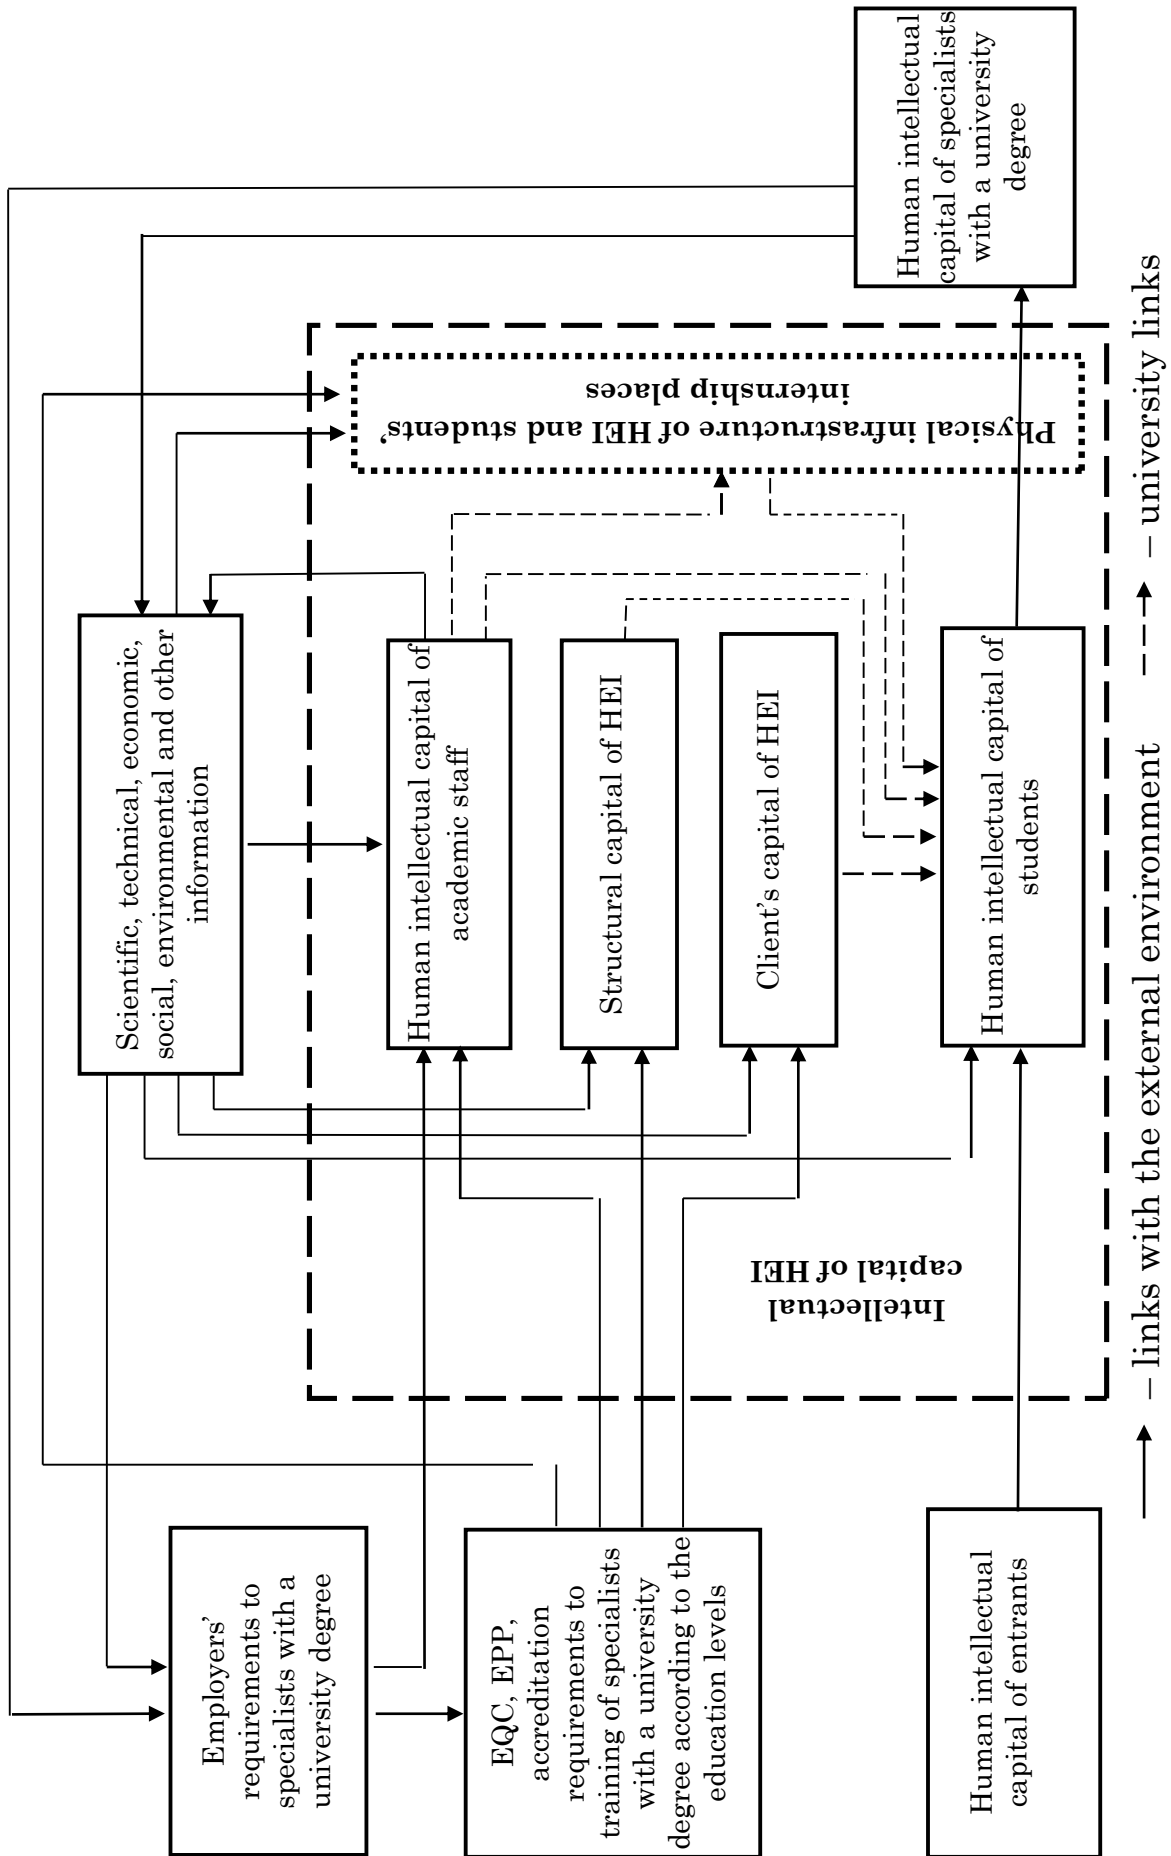 Employers'
requirements to
specialists with a
university degree
EQC, EPP,
accreditation
requirements to
training of specialists
with a university
degree according to the
education levels
Human intellectual
capital of entrants
Scientific, technical, economic,
social, environmental and other
information
Human intellectual capital of
academic staff
Structural capital of HEI
Client's capital of HEI
Human intellectual capital of
students
Intellectual
capital of HEI
Physical infrastructure of HEI and students'
internship places
Human intellectual
capital of specialists
with a university
degree
– links with the external environment
– university links